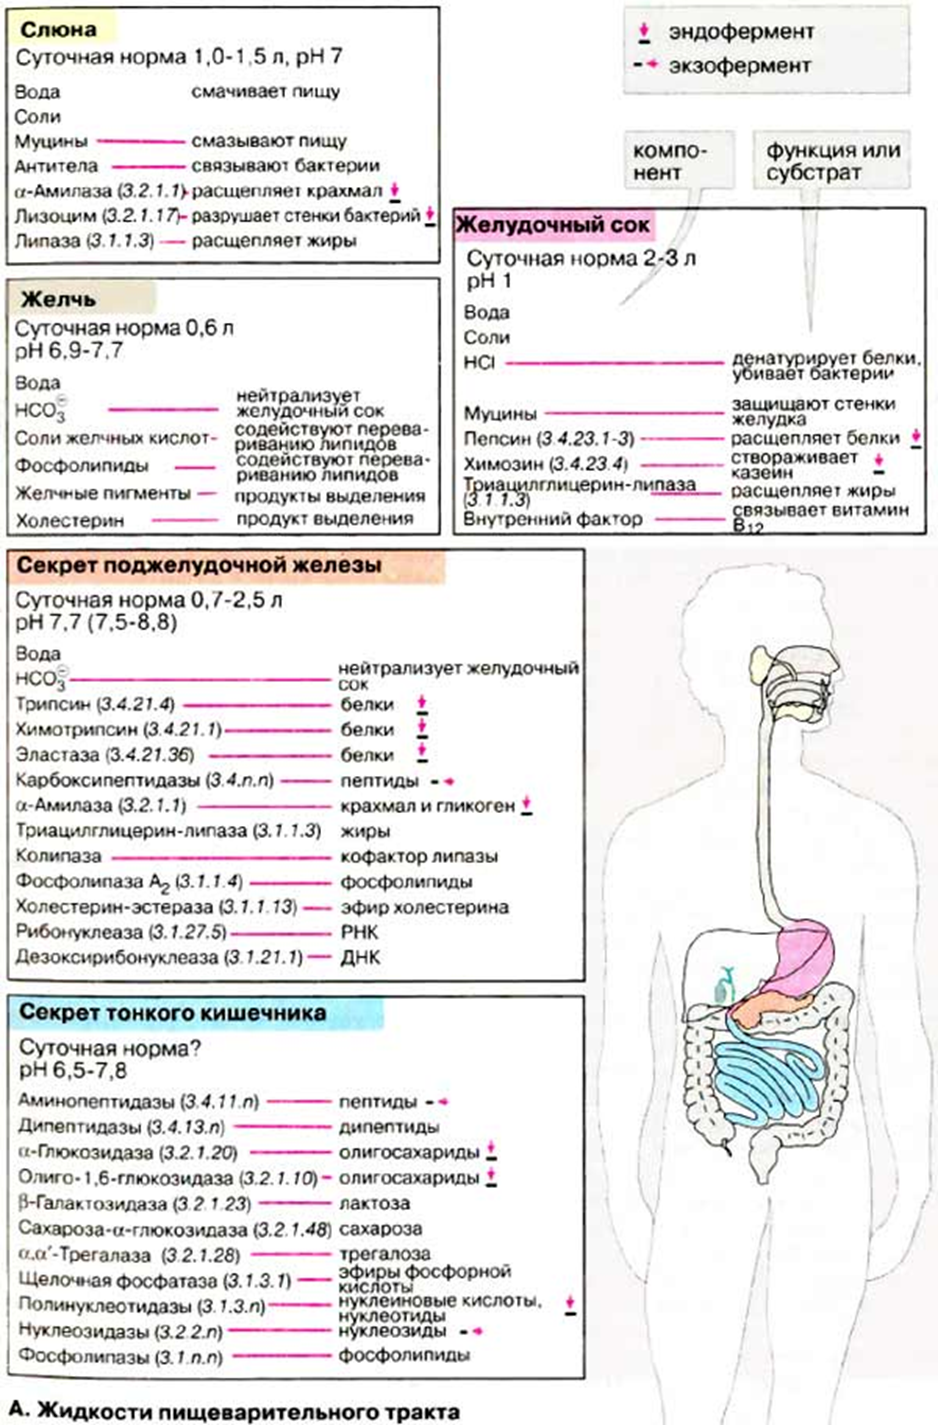 Слюна
Суточная норма 1,0-1,5 л, pH 7
Вода смачивает пищу
Соли
Муцины смазывают пищу
Антитела связывают бактерии
α-Амилаза (3.2.1.1) расщепляет крахмал
Лизоцим (3.2.1.17) разрушает стенки бактерий
Липаза (3.1.1.3) расщепляет жиры
эндофермент
экзофермент
компо-
нент
функция или
субстрат
Желчь
Суточная норма 0,6 л
pH 6,9-7,7
Вода
HCO₃⊖ нейтрализует
желудочный сок
Соли желчных кислот содействуют перева-
риванию липидов
Фосфолипиды содействуют перева-
риванию липидов
Желчные пигменты продукты выделения
Холестерин продукт выделения
Желудочный сок
Суточная норма 2-3 л
pH 1
Вода
Соли
HCl денатурирует белки,
убивает бактерии
Муцины защищают стенки
желудка
Пепсин (3.4.23.1-3) расщепляет белки
Химозин (3.4.23.4) створаживает
казеин
Триацилглицерин-липаза
(3.1.1.3) расщепляет жиры
Внутренний фактор связывает витамин
B₁₂
Секрет поджелудочной железы
Суточная норма 0,7-2,5 л
pH 7,7 (7,5-8,8)
Вода
HCO₃⊖ нейтрализует желудочный
сок
Трипсин (3.4.21.4) белки
Химотрипсин (3.4.21.1) белки
Эластаза (3.4.21.36) белки
Карбоксипептидазы (3.4.n.n) пептиды
α-Амилаза (3.2.1.1) крахмал и гликоген
Триацилглицерин-липаза (3.1.1.3) жиры
Колипаза кофактор липазы
Фосфолипаза A₂ (3.1.1.4) фосфолипиды
Холестерин-эстераза (3.1.1.13) эфир холестерина
Рибонуклеаза (3.1.27.5) РНК
Дезоксирибонуклеаза (3.1.21.1) ДНК
Секрет тонкого кишечника
Суточная норма?
pH 6,5-7,8
Аминопептидазы (3.4.11.n) пептиды
Дипептидазы (3.4.13.n) дипептиды
α-Глюкозидаза (3.2.1.20) олигосахариды
Олиго-1,6-глюкозидаза (3.2.1.10) олигосахариды
β-Галактозидаза (3.2.1.23) лактоза
Сахароза-α-глюкозидаза (3.2.1.48) сахароза
α,α'-Трегалаза (3.2.1.28) трегалоза
Щелочная фосфатаза (3.1.3.1) эфиры фосфорной
кислоты
Полинуклеотидазы (3.1.3.n) нуклеиновые кислоты,
нуклеотиды
Нуклеозидазы (3.2.2.n) нуклеозиды
Фосфолипазы (3.1.n.n) фосфолипиды
А. Жидкости пищеварительного тракта